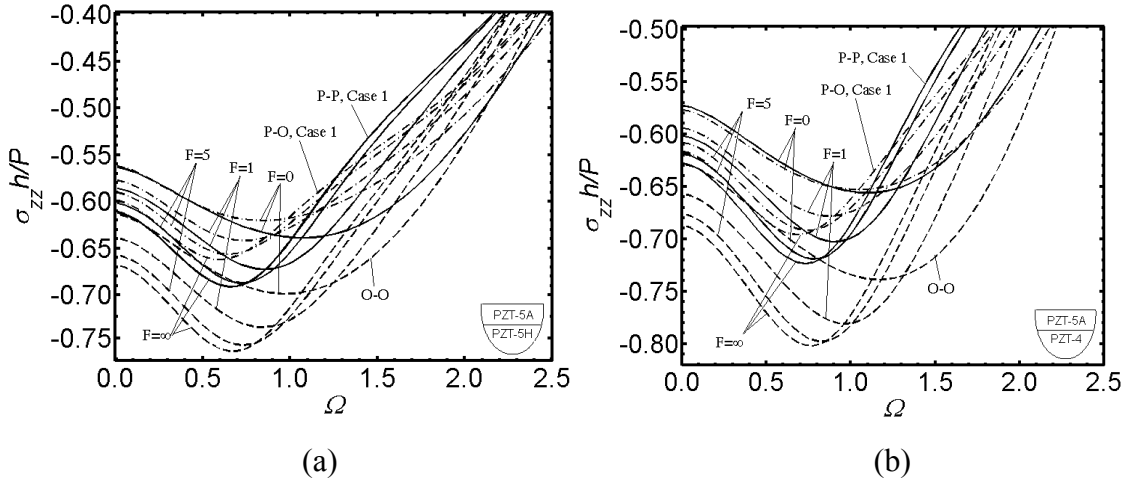 -0.40
-0.45
-0.50
-0.55
-0.60
-0.65
-0.70
-0.75
σzz h/P
0.0 0.5 1.0 1.5 2.0 2.5
Ω
P-P, Case 1
P-O, Case 1
F=5
F=1
F=0
O-O
F=∞
PZT-5A
PZT-5H
(a)
-0.50
-0.55
-0.60
-0.65
-0.70
-0.75
-0.80
σzz h/P
0.0 0.5 1.0 1.5 2.0 2.5
Ω
P-P, Case 1
P-O, Case 1
F=5
F=0
F=1
O-O
F=∞
PZT-5A
PZT-4
(b)